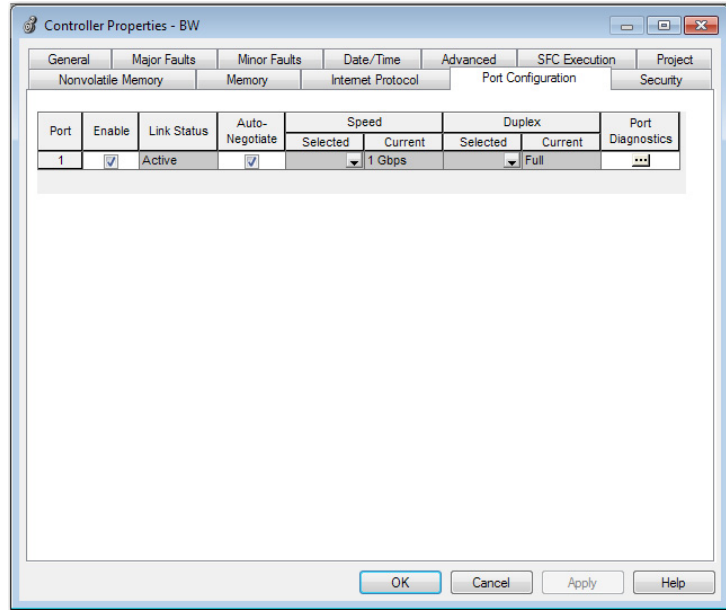 Controller Properties - BW
General Major Faults Minor Faults Date/Time Advanced SFC Execution Project
Nonvolatile Memory Memory Internet Protocol Port Configuration Security
Port Enable Link Status Auto-Negotiate Speed Duplex Port Diagnostics
Selected Current Selected Current
1 Active 1 Gbps Full ...
OK Cancel Apply Help